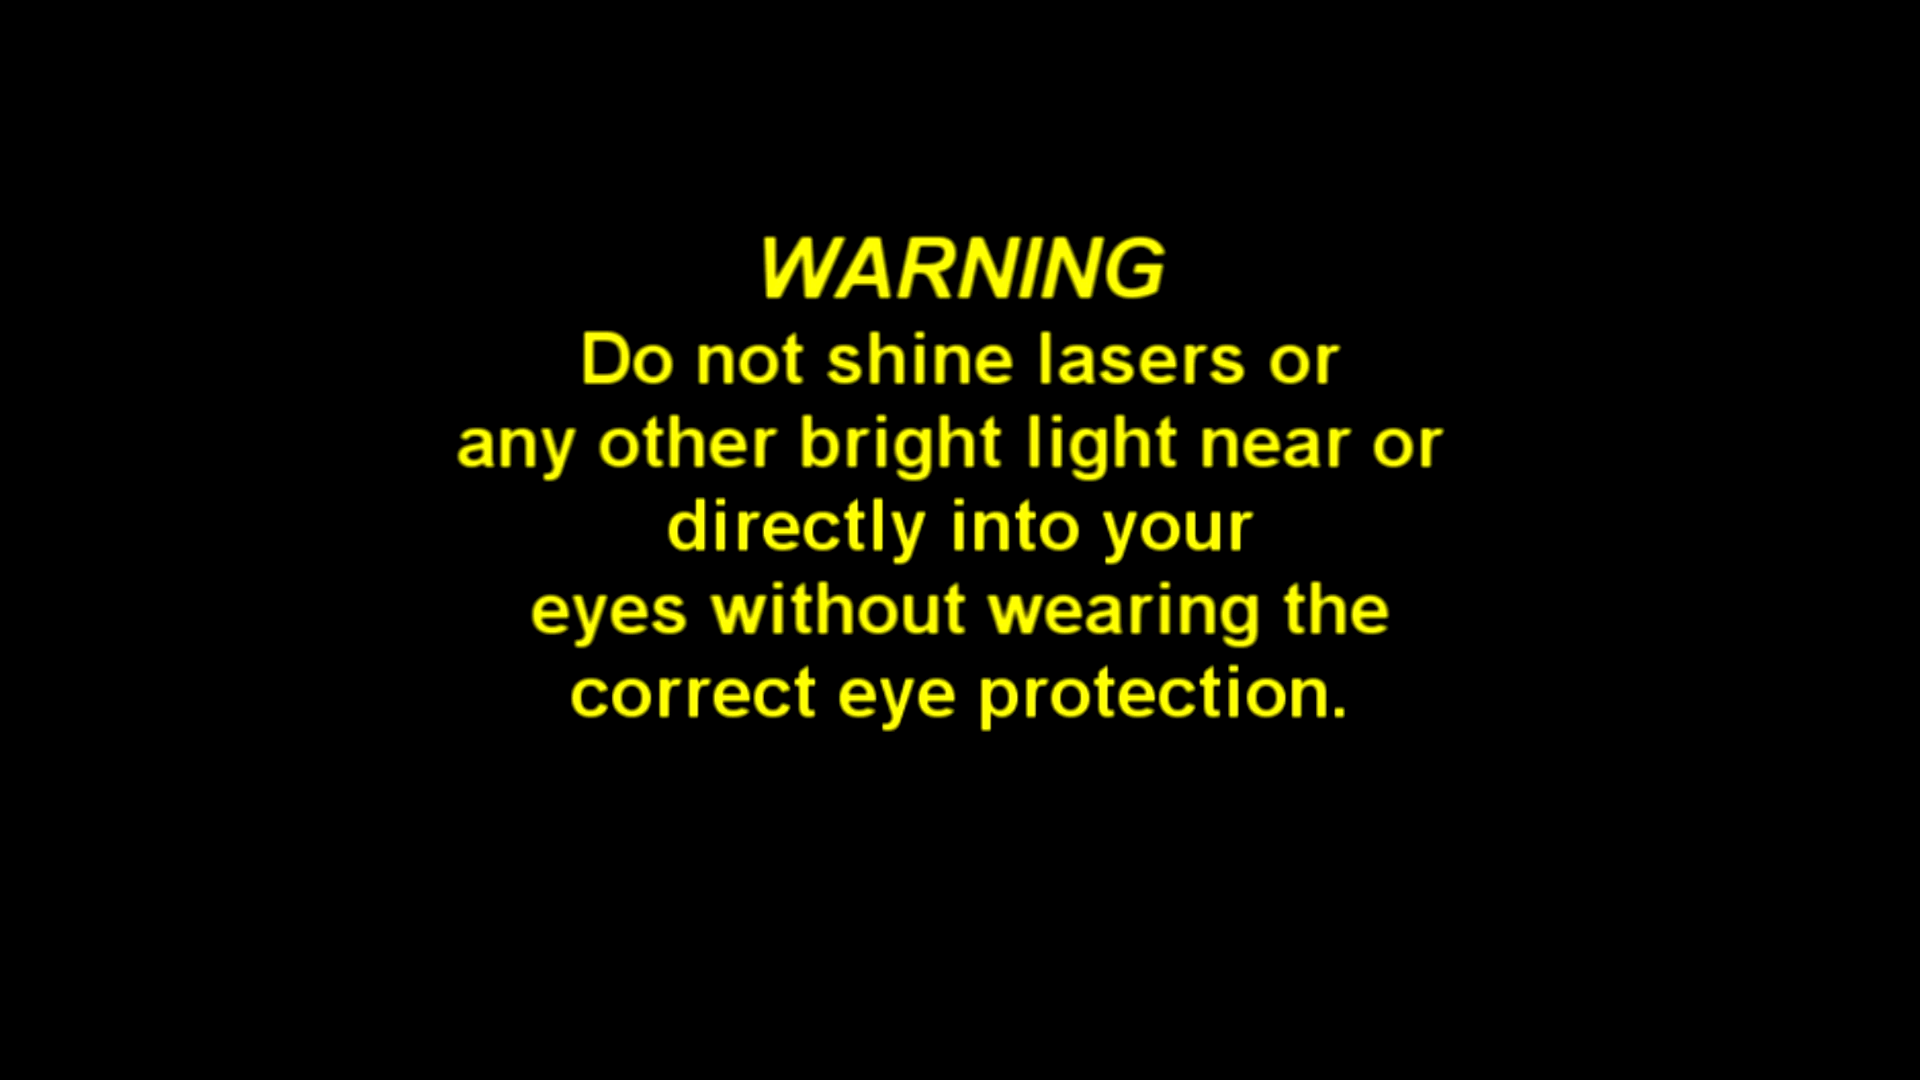 WARNING
Do not shine lasers or
any other bright light near or
directly into your
eyes without wearing the
correct eye protection.